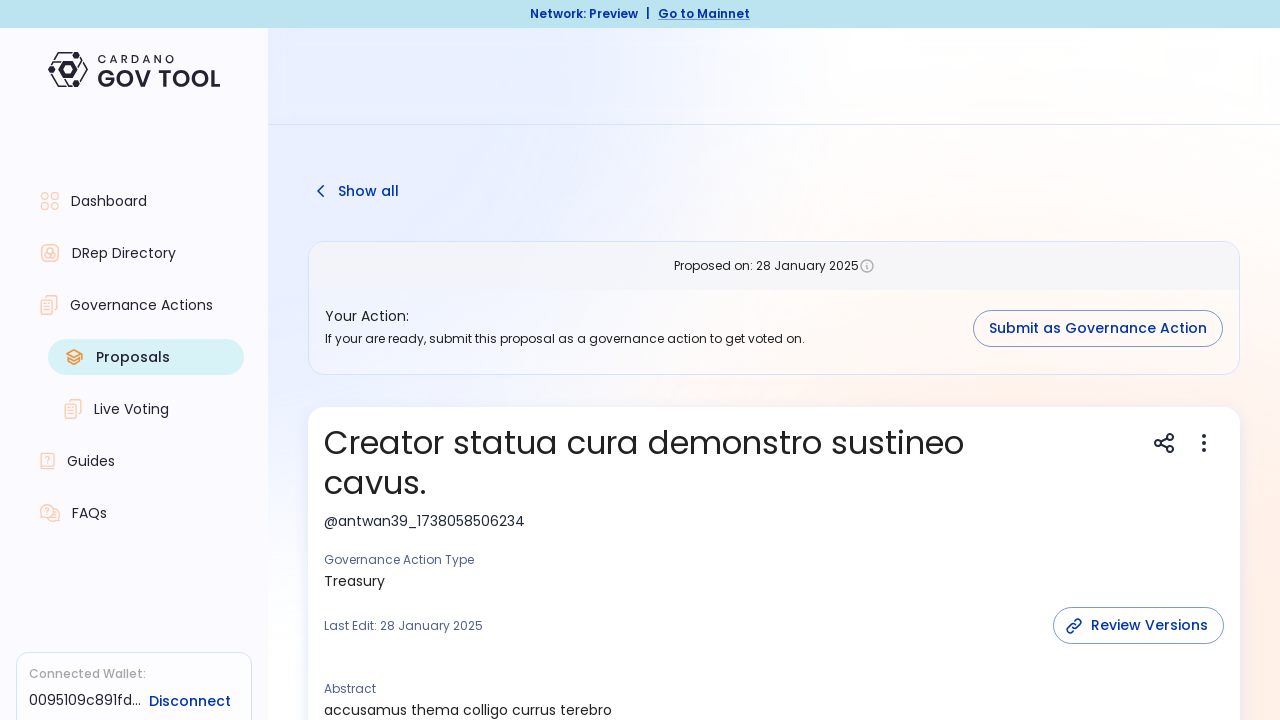 Network: Preview | Go to Mainnet
CARDANO
GOV TOOL
Dashboard
DRep Directory
Governance Actions
Proposals
Live Voting
Guides
FAQs
Connected Wallet:
0095109c891fd... Disconnect
Show all
Proposed on: 28 January 2025
Your Action:
If your are ready, submit this proposal as a governance action to get voted on.
Submit as Governance Action
Creator statua cura demonstro sustineo
cavus.
@antwan39_1738058506234
Governance Action Type
Treasury
Last Edit: 28 January 2025
Review Versions
Abstract
accusamus thema colligo currus terebro